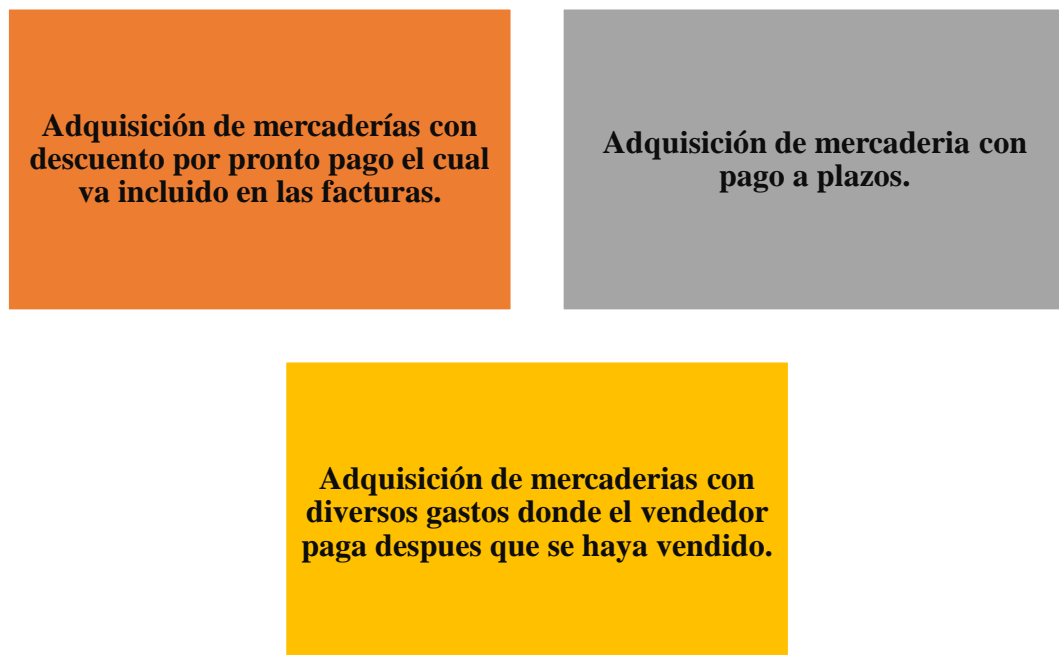 Adquisición de mercaderías con
descuento por pronto pago el cual
va incluido en las facturas.
Adquisición de mercaderia con
pago a plazos.
Adquisición de mercaderias con
diversos gastos donde el vendedor
paga despues que se haya vendido.